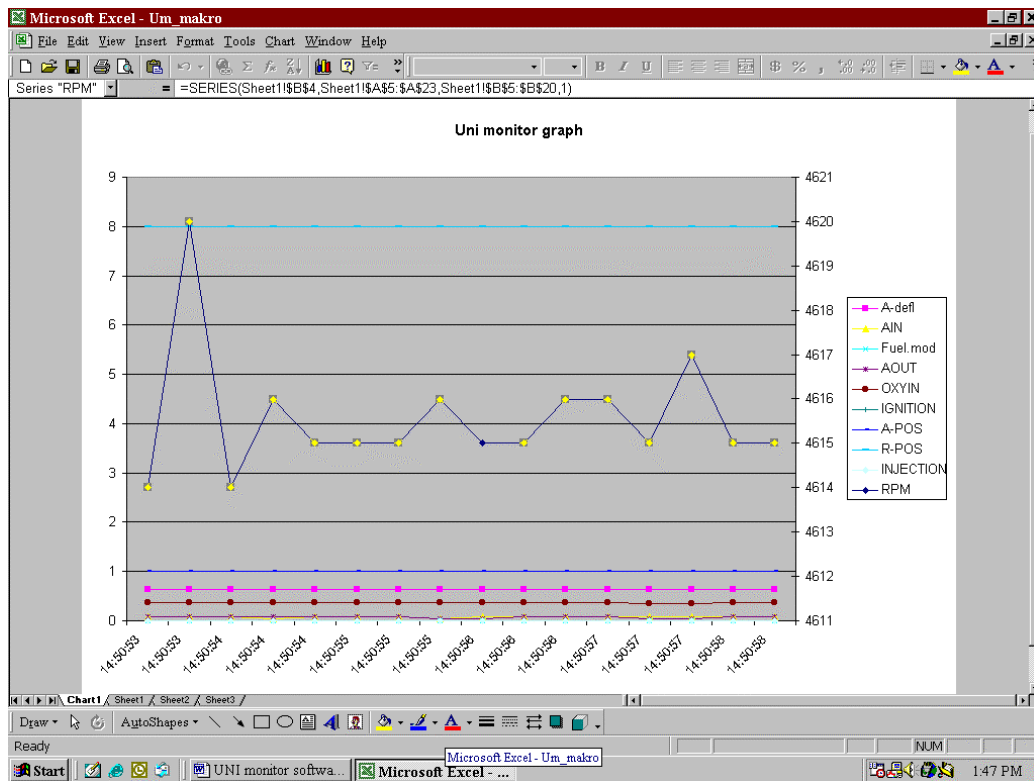 Microsoft Excel - Um_makro
File Edit View Insert Format Tools Chart Window Help
B I U $ % ,
Series "RPM" = =SERIES(Sheet1!$B$4,Sheet1!$A$5:$A$23,Sheet1!$B$5:$B$20,1)
Uni monitor graph
9 4621
4620
8
4619
7
4618
6
4617
5
4616
4
4615
3
4614
2
4613
1
4612
0 4611
A-defl
AIN
Fuel.mod
AOUT
OXYIN
IGNITION
A-POS
R-POS
INJECTION
RPM
14:50:53 14:50:53 14:50:54 14:50:54 14:50:54 14:50:55 14:50:55 14:50:55 14:50:56 14:50:56 14:50:56 14:50:57 14:50:57 14:50:57 14:50:58 14:50:58
Chart1 Sheet1 Sheet2 Sheet3
Draw AutoShapes A A
Ready NUM
Microsoft Excel - Um_makro
Start UNI monitor softwa... Microsoft Excel - ... 1:47 PM